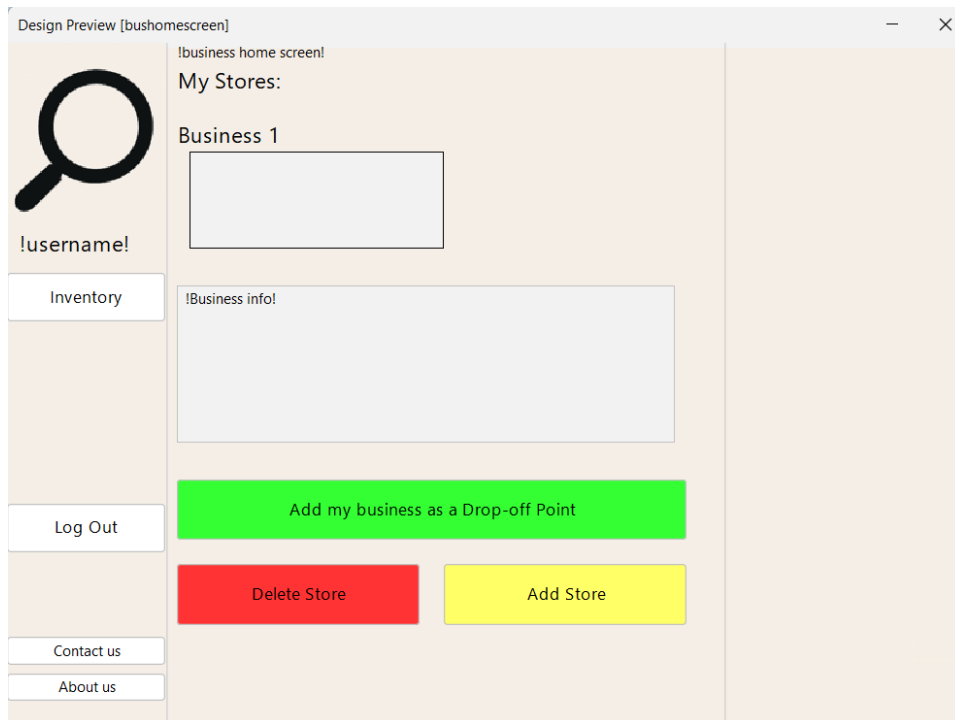 Design Preview [bushomescreen]
!username!
Inventory
Log Out
Contact us
About us
!business home screen!
My Stores:
Business 1
!Business info!
Add my business as a Drop-off Point
Delete Store
Add Store